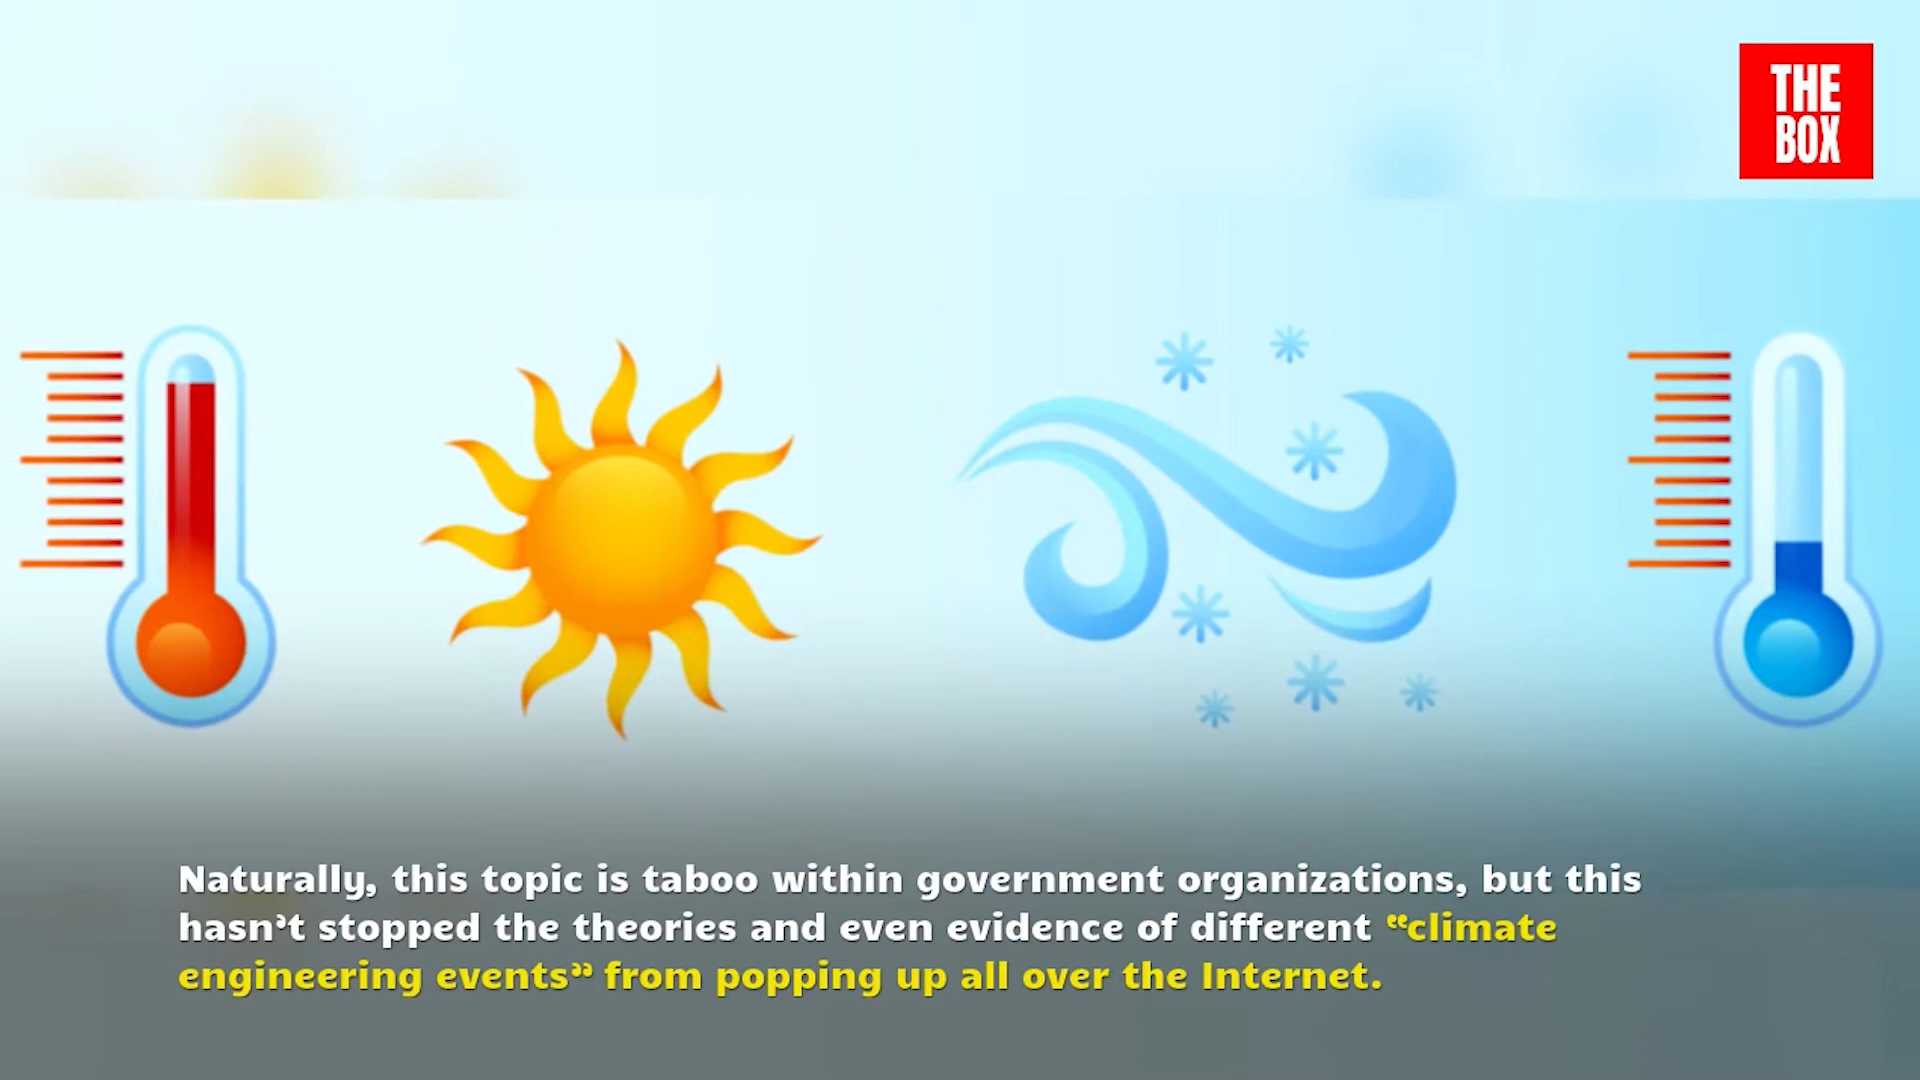 THE
BOX
Naturally, this topic is taboo within government organizations, but this
hasn't stopped the theories and even evidence of different “climate
engineering events” from popping up all over the Internet.